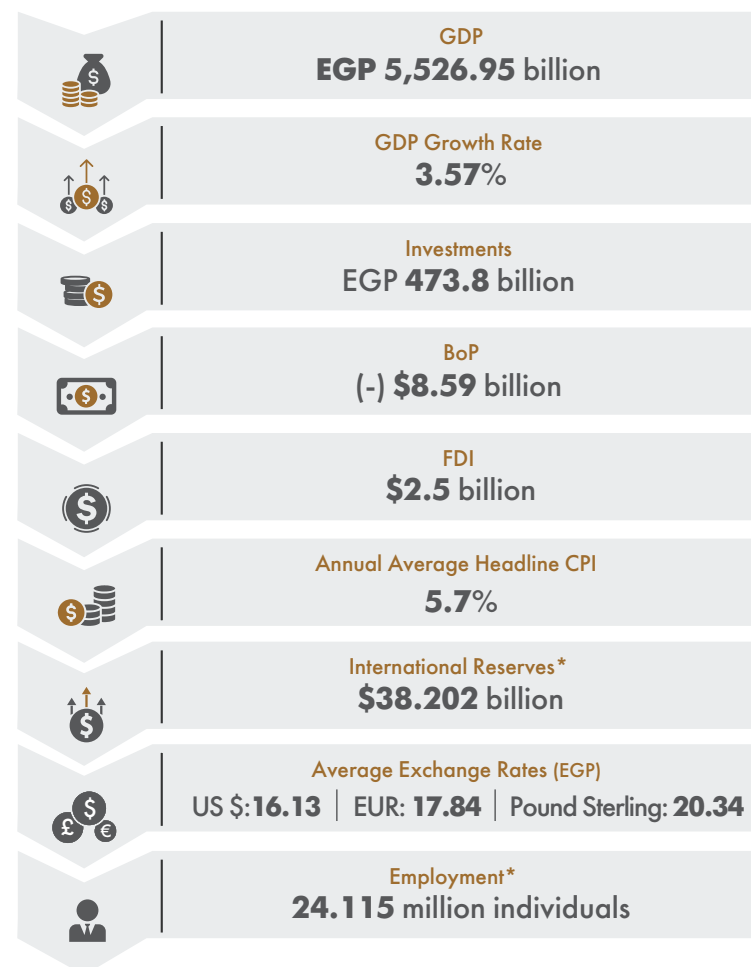 GDP
EGP 5,526.95 billion
GDP Growth Rate
3.57%
Investments
EGP 473.8 billion
BoP
(-) $8.59 billion
FDI
$2.5 billion
Annual Average Headline CPI
5.7%
International Reserves*
$38.202 billion
Average Exchange Rates (EGP)
US $:16.13 | EUR: 17.84 | Pound Sterling: 20.34
Employment*
24.115 million individuals